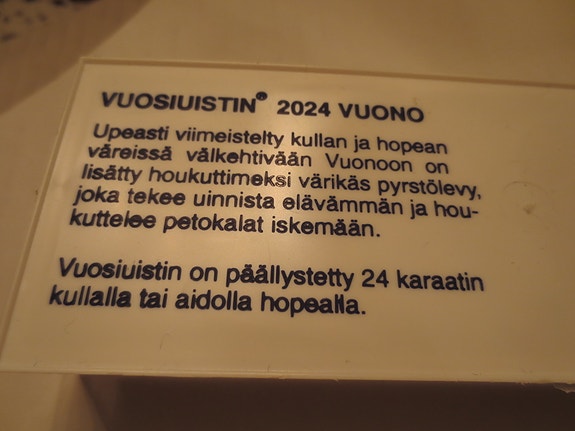 VUOSIUISTIN® 2024 VUONO
Upeasti viimeistelty kullan ja hopean
väreissä välkehtivään Vuonoon on
lisätty houkuttimeksi värikäs pyrstölevy,
joka tekee uinnista elävämmän ja hou-
kuttelee petokalat iskemään.
Vuosiuistin on päällystetty 24 karaatin
kullalla tai aidolla hopealla.